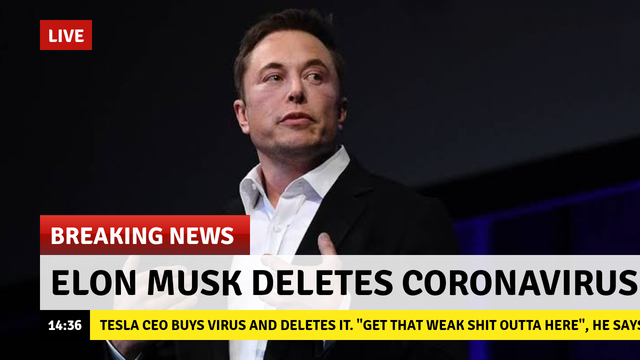 LIVE
BREAKING NEWS
ELON MUSK DELETES CORONAVIRUS
14:36 TESLA CEO BUYS VIRUS AND DELETES IT. "GET THAT WEAK SHIT OUTTA HERE", HE SAYS